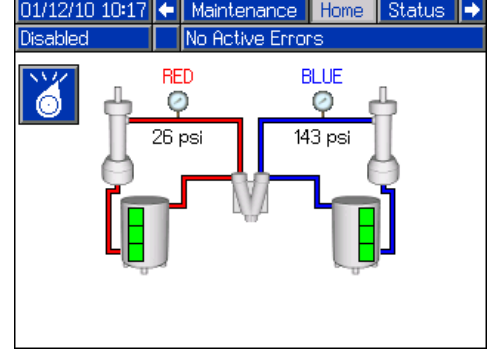 01/12/10 10:17 Maintenance Home Status
Disabled No Active Errors
RED BLUE
26 psi 143 psi